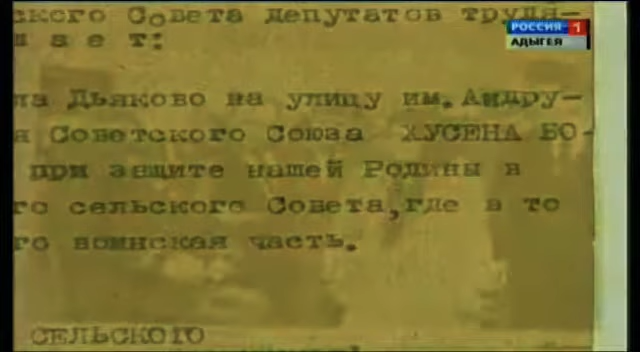 ского Совета депутатов трудя-
ш а е т:
ла Дьяково на улицу им. Андру-
я Советского Союза ХУСЕНА БО-
при защите нашей Родины в
го сельского Совета, где в то
го воинская часть.
СЕЛЬСКОГО
РОССИЯ 1
АДЫГЕЯ